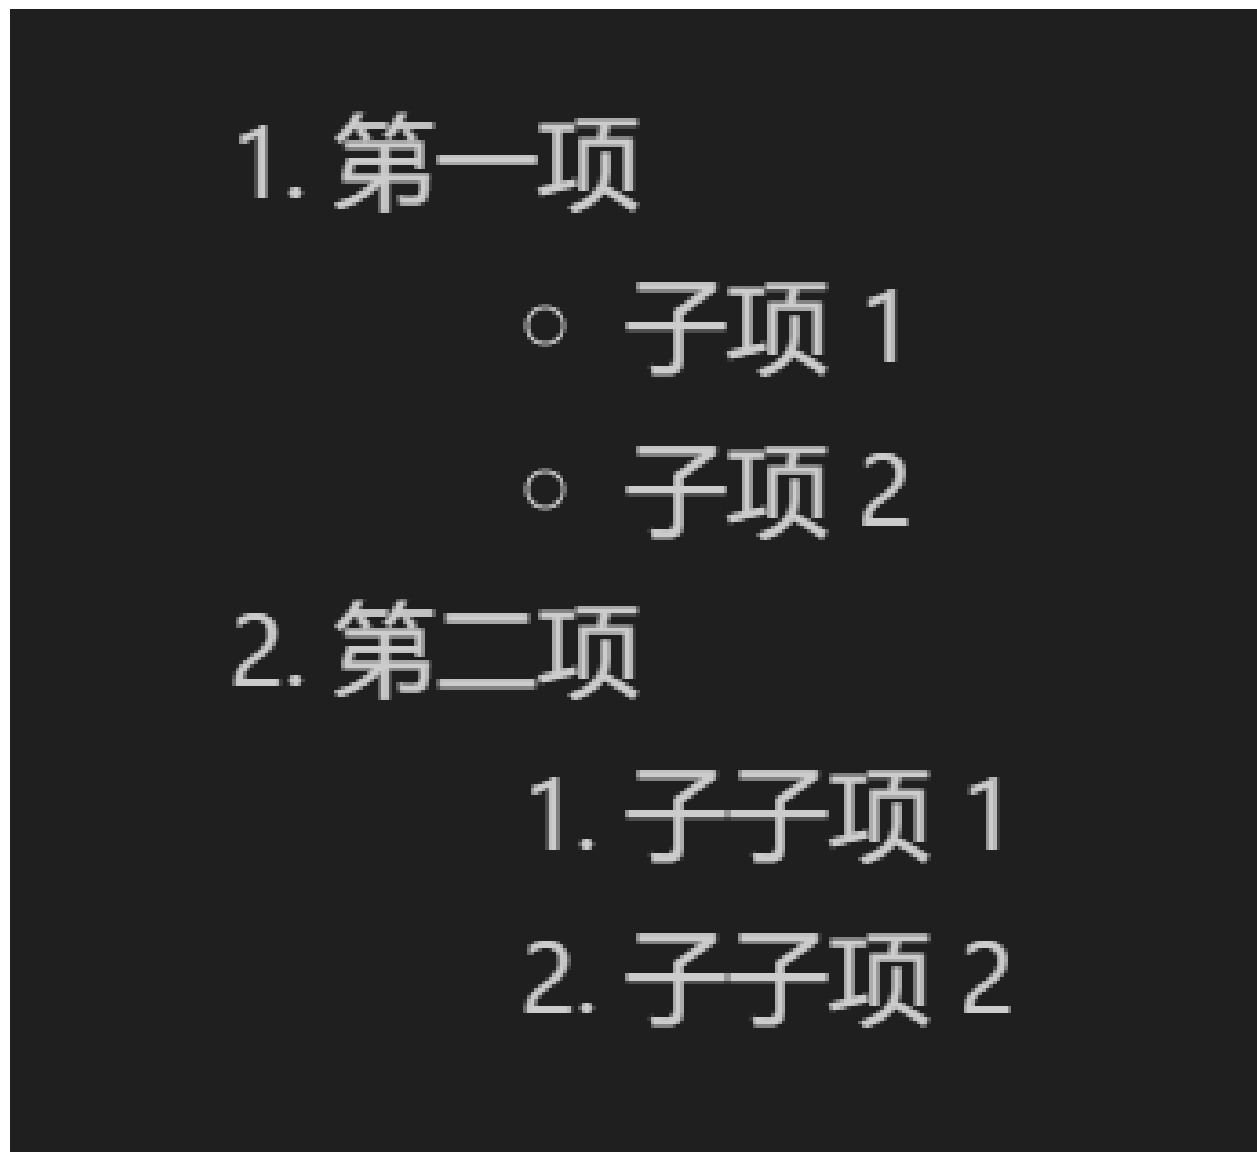 1. 第一项
○ 子项 1
○ 子项 2
2. 第二项
1. 子子项 1
2. 子子项 2